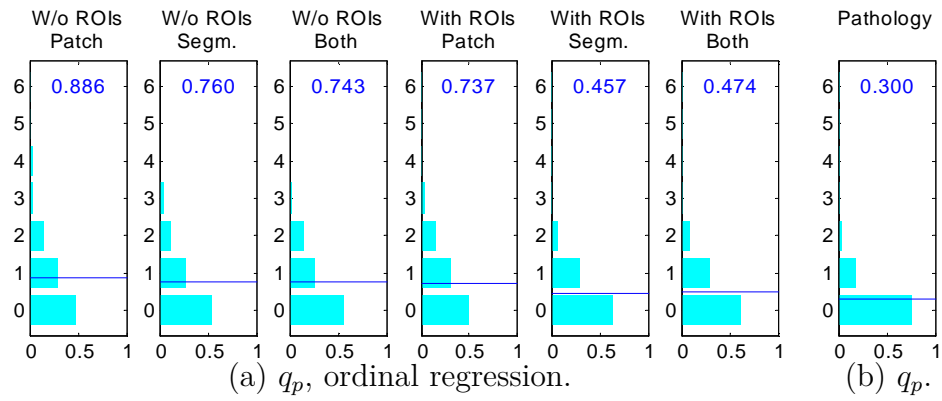 W/o ROIs W/o ROIs W/o ROIs With ROIs With ROIs With ROIs Pathology
Patch Segm. Both Patch Segm. Both
6 0.886 6 0.760 6 0.743 6 0.737 6 0.457 6 0.474 6 0.300
5 5 5 5 5 5 5
4 4 4 4 4 4 4
3 3 3 3 3 3 3
2 2 2 2 2 2 2
1 1 1 1 1 1 1
0 0 0 0 0 0 0
0 0.5 1 0 0.5 1 0 0.5 1 0 0.5 1 0 0.5 1 0 0.5 1 0 0.5 1
(a) qp, ordinal regression. (b) qp.